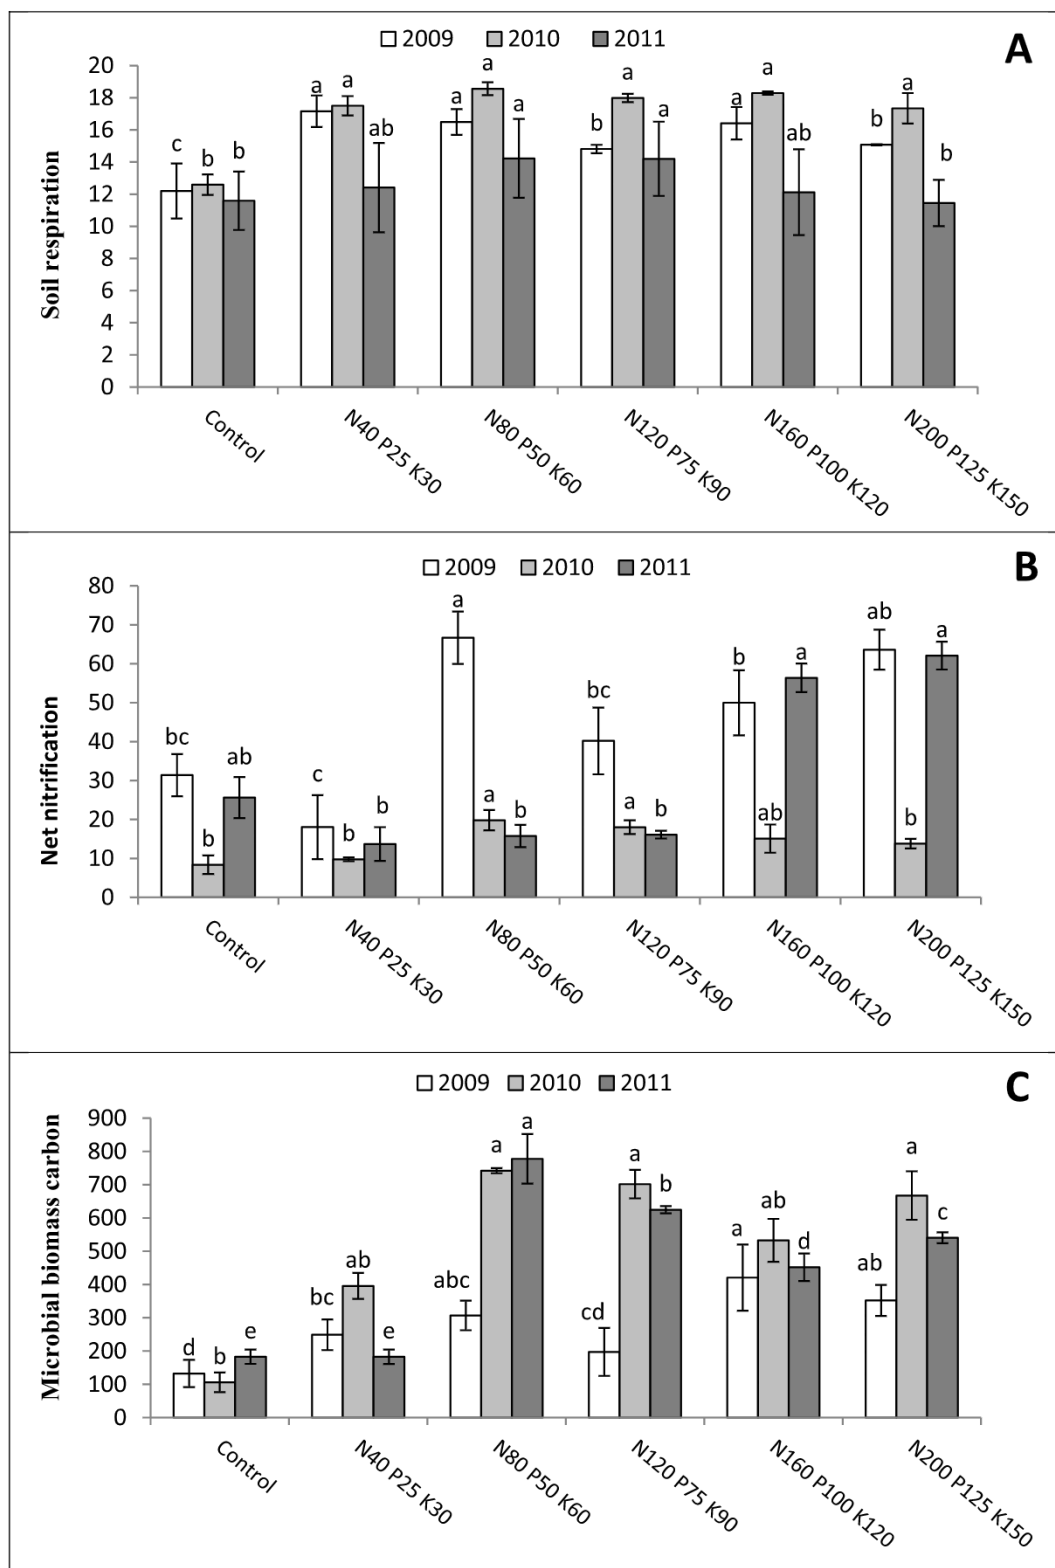 2009 2010 2011
A
Soil respiration
20
18
16
14
12
10
8
6
4
2
0
c b b
a a ab
a a a
b a a
a a ab
b a b
Control
N40 P25 K30
N80 P50 K60
N120 P75 K90
N160 P100 K120
N200 P125 K150
2009 2010 2011
B
Net nitrification
80
70
60
50
40
30
20
10
0
bc b ab
c b b
a a b
bc a b
b ab a
ab b a
Control
N40 P25 K30
N80 P50 K60
N120 P75 K90
N160 P100 K120
N200 P125 K150
2009 2010 2011
C
Microbial biomass carbon
900
800
700
600
500
400
300
200
100
0
d b e
bc ab e
abc a a
cd a b
a ab d
ab a c
Control
N40 P25 K30
N80 P50 K60
N120 P75 K90
N160 P100 K120
N200 P125 K150